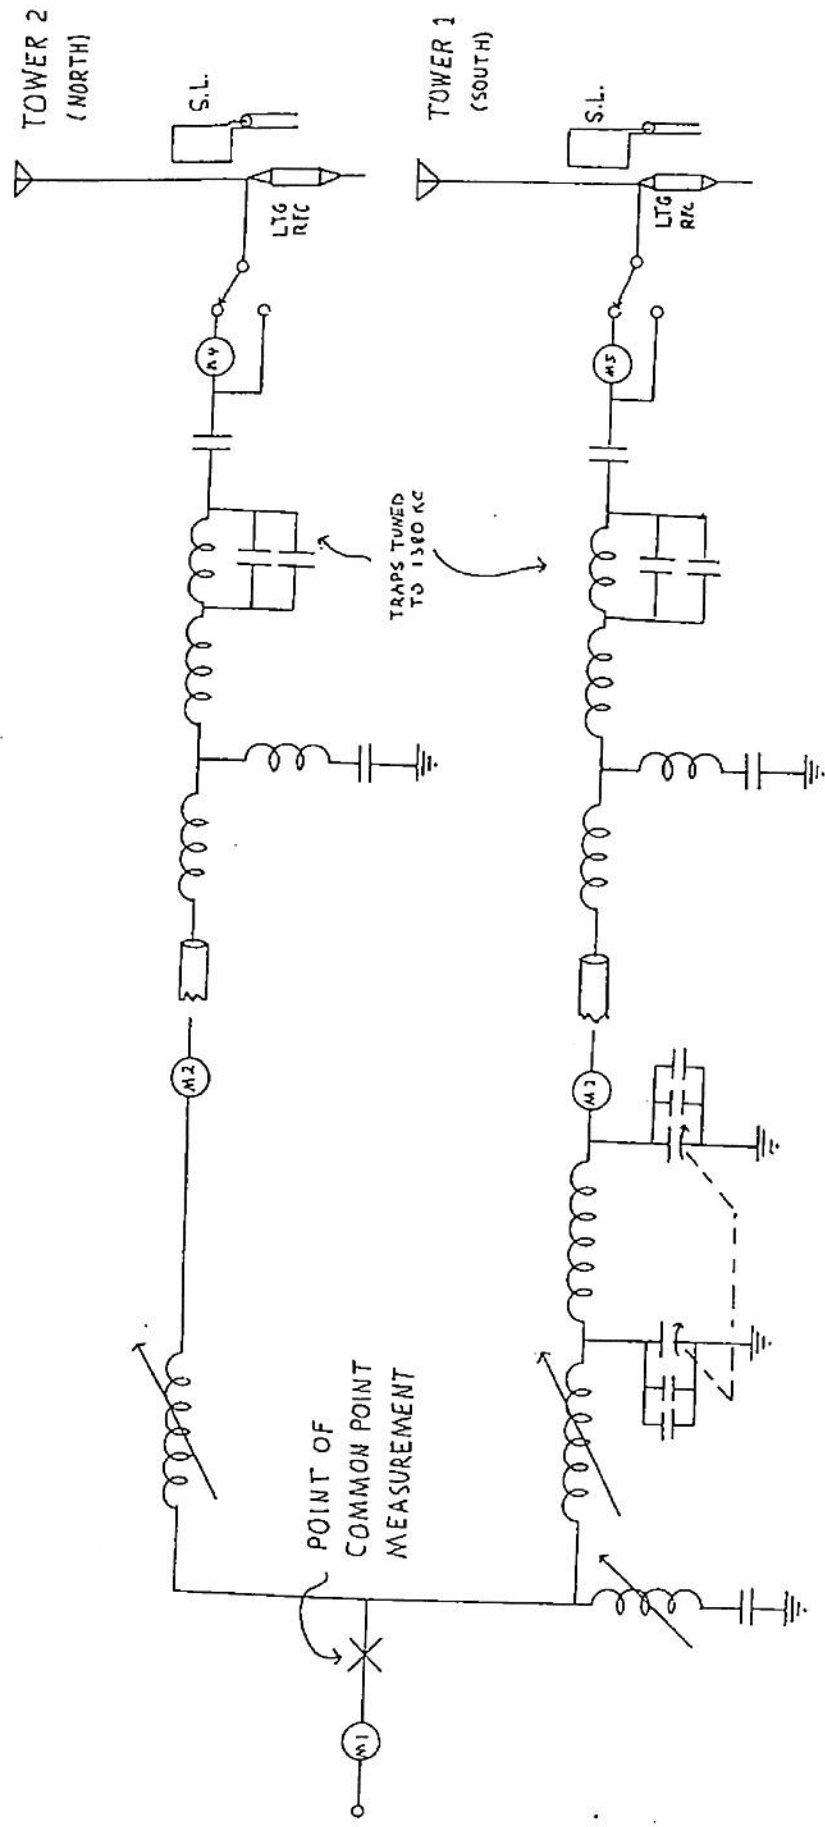 TOWER 2
(NORTH)
S.L.
LTG
RFC
M4
TOWER 1
(SOUTH)
S.L.
LTG
RFC
M5
TRAPS TUNED
TO 1380 KC
M2
POINT OF
COMMON POINT
MEASUREMENT
M1